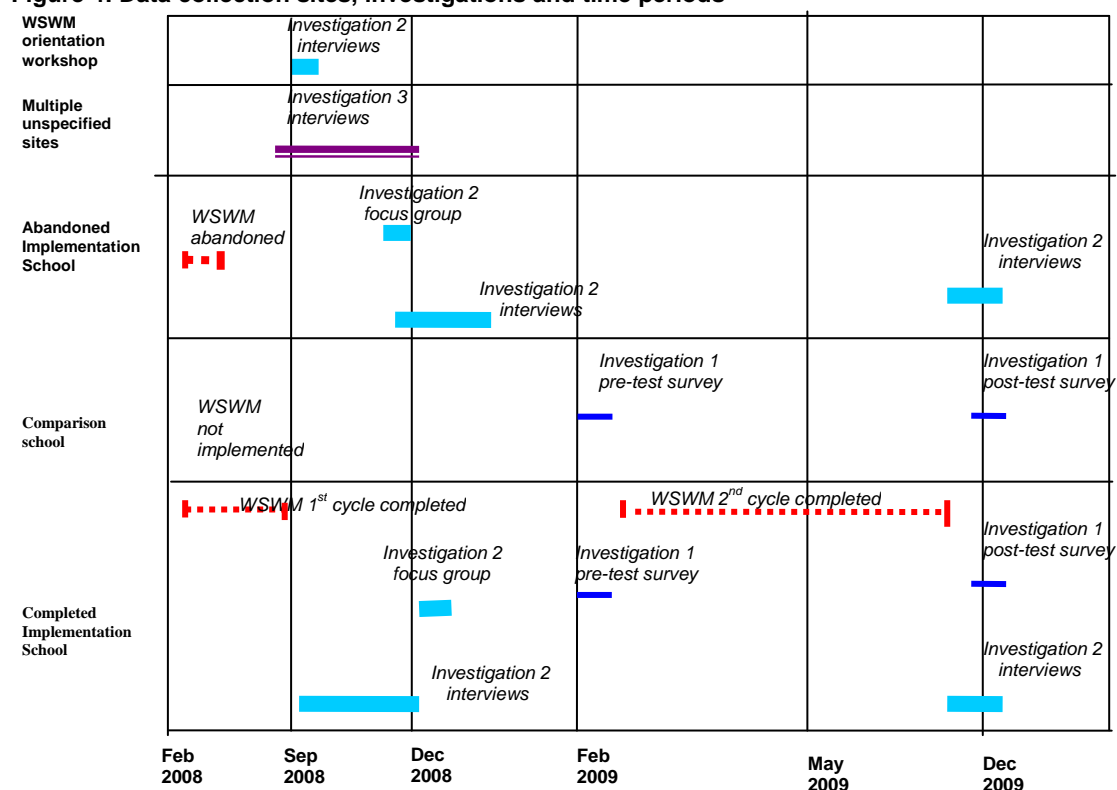 Figure 4: Data collection sites, investigations and time periods
WSWM
orientation
workshop
Investigation 2
interviews
Multiple
unspecified
sites
Investigation 3
interviews
Abandoned
Implementation
School
WSWM
abandoned
Investigation 2
focus group
Investigation 2
interviews
Investigation 2
interviews
Comparison
school
WSWM
not
implemented
Investigation 1
pre-test survey
Investigation 1
post-test survey
Completed
Implementation
School
WSWM 1st cycle completed
WSWM 2nd cycle completed
Investigation 2
focus group
Investigation 1
pre-test survey
Investigation 1
post-test survey
Investigation 2
interviews
Investigation 2
interviews
Feb
2008
Sep
2008
Dec
2008
Feb
2009
May
2009
Dec
2009